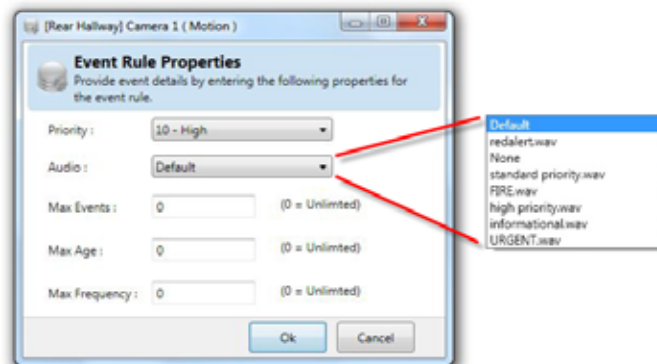 [Rear Hallway] Camera 1 ( Motion )
Event Rule Properties
Provide event details by entering the following properties for
the event rule.
Priority :
10 - High
Audio :
Default
Max Events :
0
(0 = Unlimted)
Max Age :
0
(0 = Unlimted)
Max Frequency :
0
(0 = Unlimted)
Ok
Cancel
Default
redalert.wav
None
standard priority.wav
FIRE.wav
high priority.wav
informational.wav
URGENT.wav